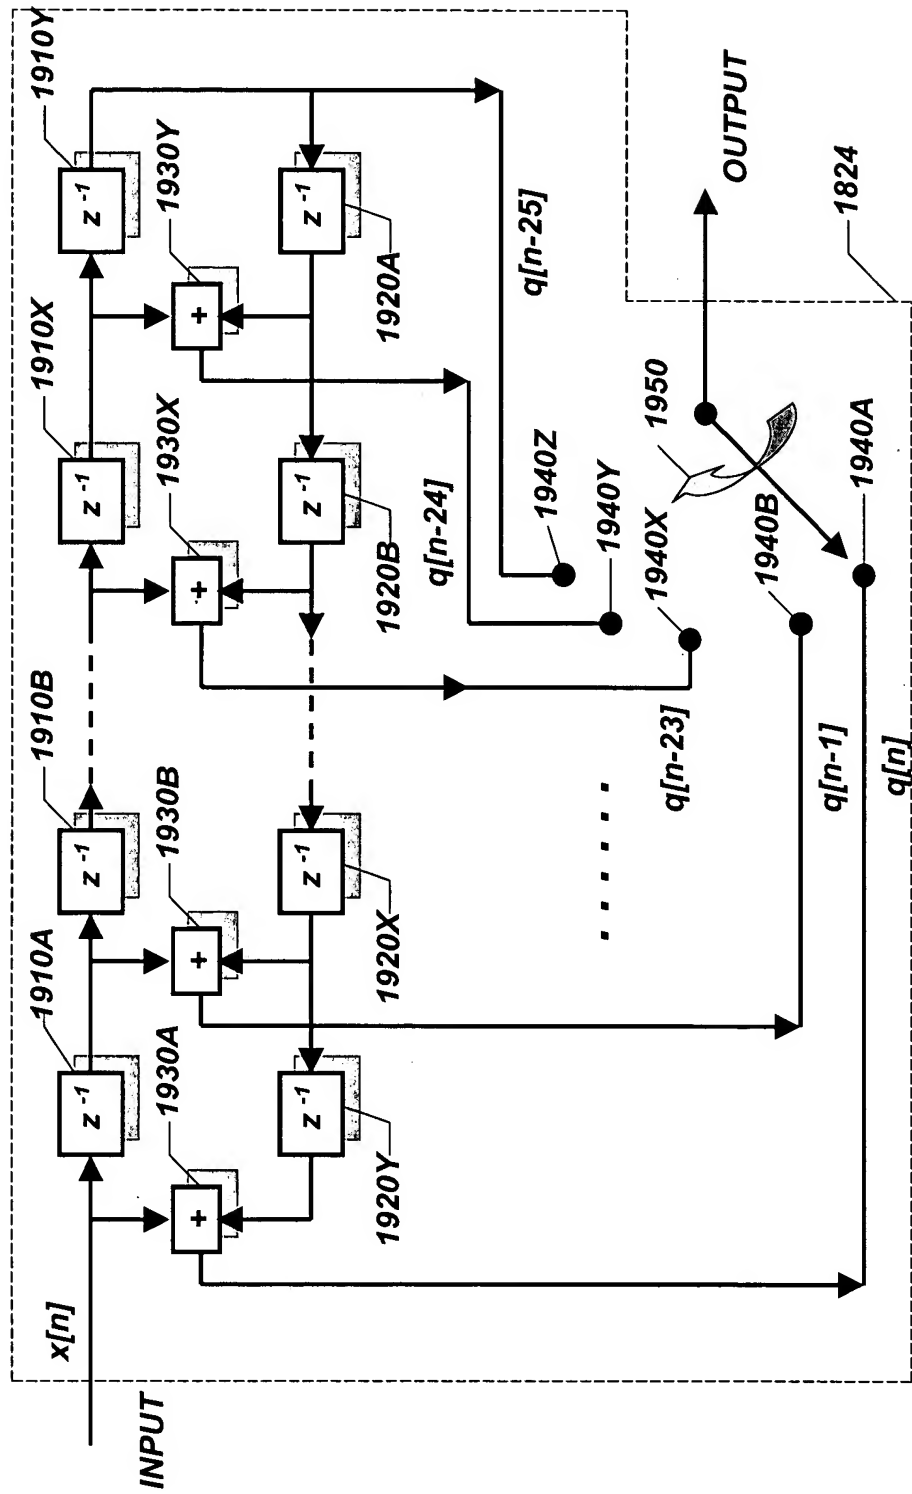 INPUT
x[n]
1910A
1910B
1910X
1910Y
z⁻¹
z⁻¹
z⁻¹
z⁻¹
1930A
1930B
1930X
1930Y
+
+
+
+
z⁻¹
z⁻¹
z⁻¹
z⁻¹
1920Y
1920X
1920B
1920A
q[n-24]
q[n-25]
1940Z
1940Y
1940X
q[n-23]
1950
OUTPUT
1940B
q[n-1]
1940A
q[n]
1824